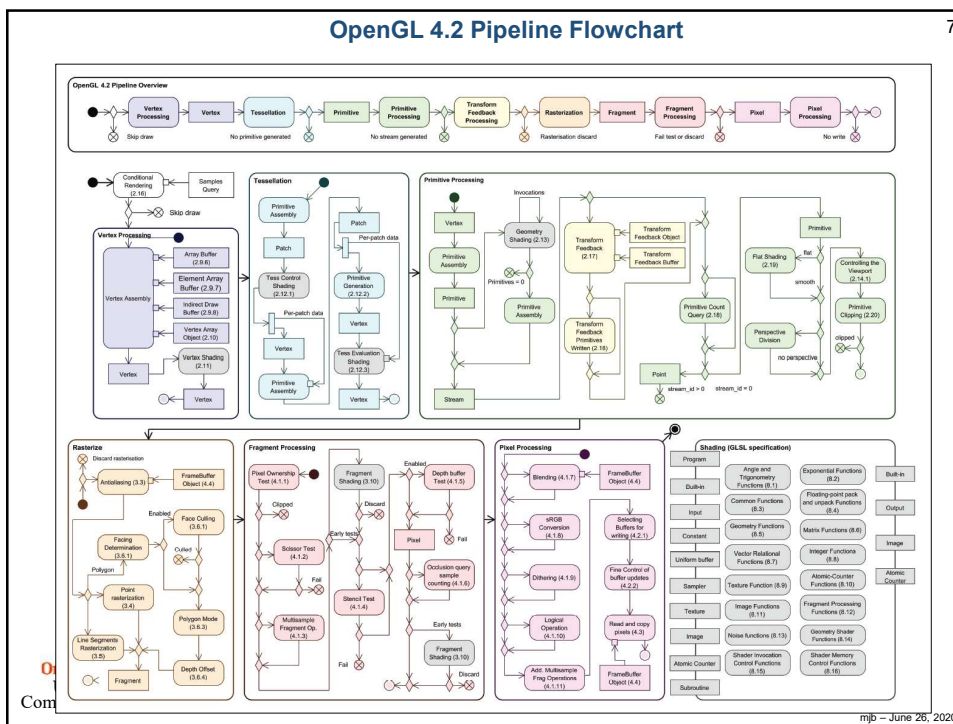 OpenGL 4.2 Pipeline Flowchart
7
OpenGL 4.2 Pipeline Overview
Vertex
Processing
Vertex
Tessellation
Primitive
Primitive
Processing
Transform
Feedback
Processing
Rasterization
Fragment
Fragment
Processing
Pixel
Pixel
Processing
Skip draw
No primitive generated
No stream generated
Rasterisation discard
Fail test or discard
No write
Conditional
Rendering
(2.16)
Samples
Query
Skip draw
Vertex Processing
Vertex Assembly
Array Buffer
(2.9.6)
Element Array
Buffer (2.9.7)
Indirect Draw
Buffer (2.9.8)
Vertex Array
Object (2.10)
Vertex
Vertex Shading
(2.11)
Vertex
Tessellation
Primitive
Assembly
Patch
Tess Control
Shading
(2.12.1)
Per-patch data
Vertex
Primitive
Assembly
Patch
Per-patch data
Primitive
Generation
(2.12.2)
Vertex
Tess Evaluation
Shading
(2.12.3)
Vertex
Primitive Processing
Vertex
Primitive
Assembly
Primitive
Stream
Invocations
Geometry
Shading (2.13)
Primitives = 0
Primitive
Assembly
Transform
Feedback
(2.17)
Transform
Feedback Object
Transform
Feedback Buffer
Transform
Feedback
Primitives
Written (2.18)
Primitive Count
Query (2.18)
Point
stream_id > 0
stream_id = 0
Primitive
flat
Flat Shading
(2.19)
smooth
Perspective
Division
no perspective
Controlling the
Viewport
(2.14.1)
Primitive
Clipping (2.20)
clipped
Rasterize
Discard rasterisation
Antialiasing (3.3)
FrameBuffer
Object (4.4)
Enabled
Face Culling
(3.6.1)
Facing
Determination
(3.6.1)
Culled
Polygon
Point
rasterization
(3.4)
Polygon Mode
(3.6.3)
Line Segments
Rasterization
(3.5)
Depth Offset
(3.6.4)
Fragment
Fragment Processing
Pixel Ownership
Test (4.1.1)
Clipped
Scissor Test
(4.1.2)
Fail
Multisample
Fragment Op.
(4.1.3)
Fragment
Shading (3.10)
Discard
Early tests
Stencil Test
(4.1.4)
Fail
Enabled
Depth buffer
Test (4.1.5)
Fail
Pixel
Occlusion query
sample
counting (4.1.6)
Early tests
Fragment
Shading (3.10)
Discard
Pixel Processing
Blending (4.1.7)
FrameBuffer
Object (4.4)
sRGB
Conversion
(4.1.8)
Selecting
Buffers for
writing (4.2.1)
Dithering (4.1.9)
Fine Control of
buffer updates
(4.2.2)
Logical
Operation
(4.1.10)
Read and copy
pixels (4.3)
Add. Multisample
Frag Operations
(4.1.11)
FrameBuffer
Object (4.4)
Shading (GLSL specification)
Program
Built-in
Input
Constant
Uniform buffer
Sampler
Texture
Image
Atomic Counter
Subroutine
Angle and
Trigonometry
Functions (8.1)
Common Functions
(8.3)
Geometry Functions
(8.5)
Vector Relational
Functions (8.7)
Texture Function (8.9)
Image Functions
(8.11)
Noise functions (8.13)
Shader Invocation
Control Functions
(8.15)
Exponential Functions
(8.2)
Floating-point pack
and unpack Functions
(8.4)
Matrix Functions (8.6)
Integer Functions
(8.8)
Atomic-Counter
Functions (8.10)
Fragment Processing
Functions (8.12)
Geometry Shader
Functions (8.14)
Shader Memory
Control Functions
(8.16)
Built-in
Output
Image
Atomic
Counter
Com
mjb – June 26, 2020